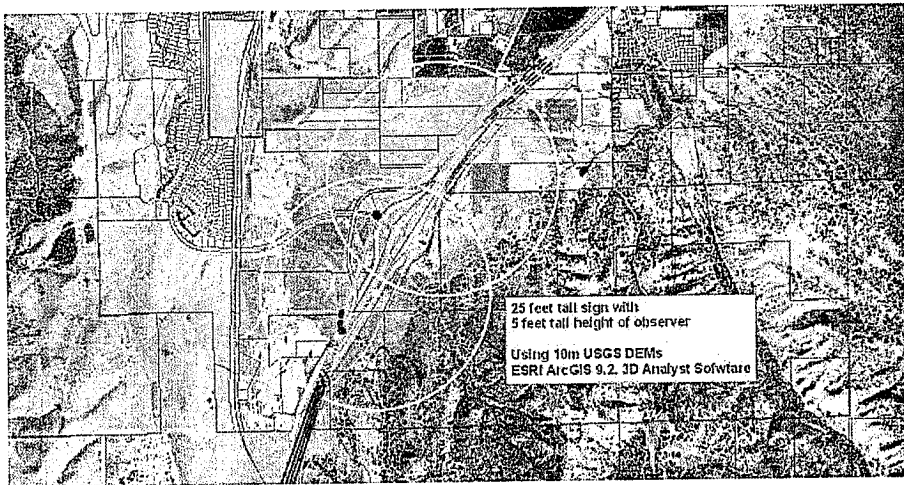 25 feet tall sign with
5 feet tall height of observer
Using 10m USGS DEMs
ESRI ArcGIS 9.2. 3D Analyst Sofwtare